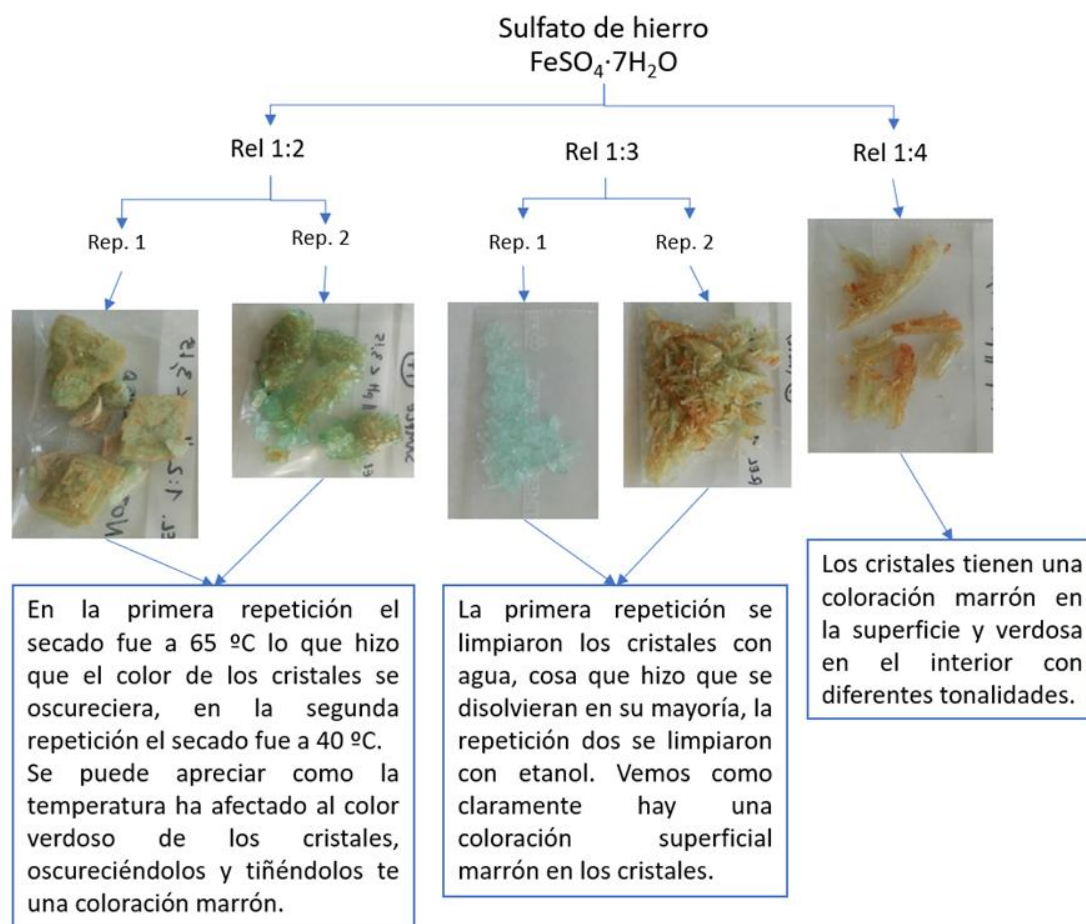 Sulfato de hierro
FeSO₄·7H₂O
Rel 1:2
Rel 1:3
Rel 1:4
Rep. 1
Rep. 2
Rep. 1
Rep. 2
En la primera repetición el
secado fue a 65 ºC lo que hizo
que el color de los cristales se
oscureciera, en la segunda
repetición el secado fue a 40 ºC.
Se puede apreciar como la
temperatura ha afectado al color
verdoso de los cristales,
oscureciéndolos y tiñéndolos te
una coloración marrón.
La primera repetición se
limpiaron los cristales con
agua, cosa que hizo que se
disolvieran en su mayoría, la
repetición dos se limpiaron
con etanol. Vemos como
claramente hay una
coloración superficial
marrón en los cristales.
Los cristales tienen una
coloración marrón en
la superficie y verdosa
en el interior con
diferentes tonalidades.